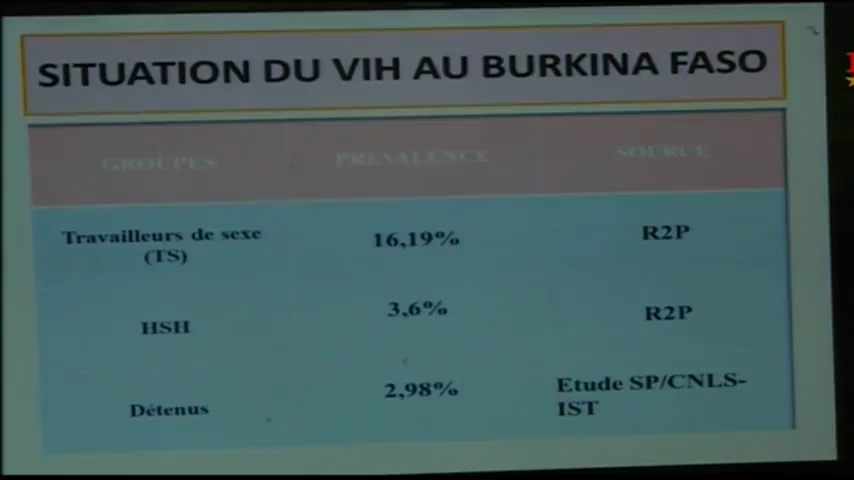 SITUATION DU VIH AU BURKINA FASO
GROUPES PREVALENCE SOURCE
Travailleurs de sexe
(TS)
16,19% R2P
HSH 3,6% R2P
Détenus 2,98% Etude SP/CNLS-
IST